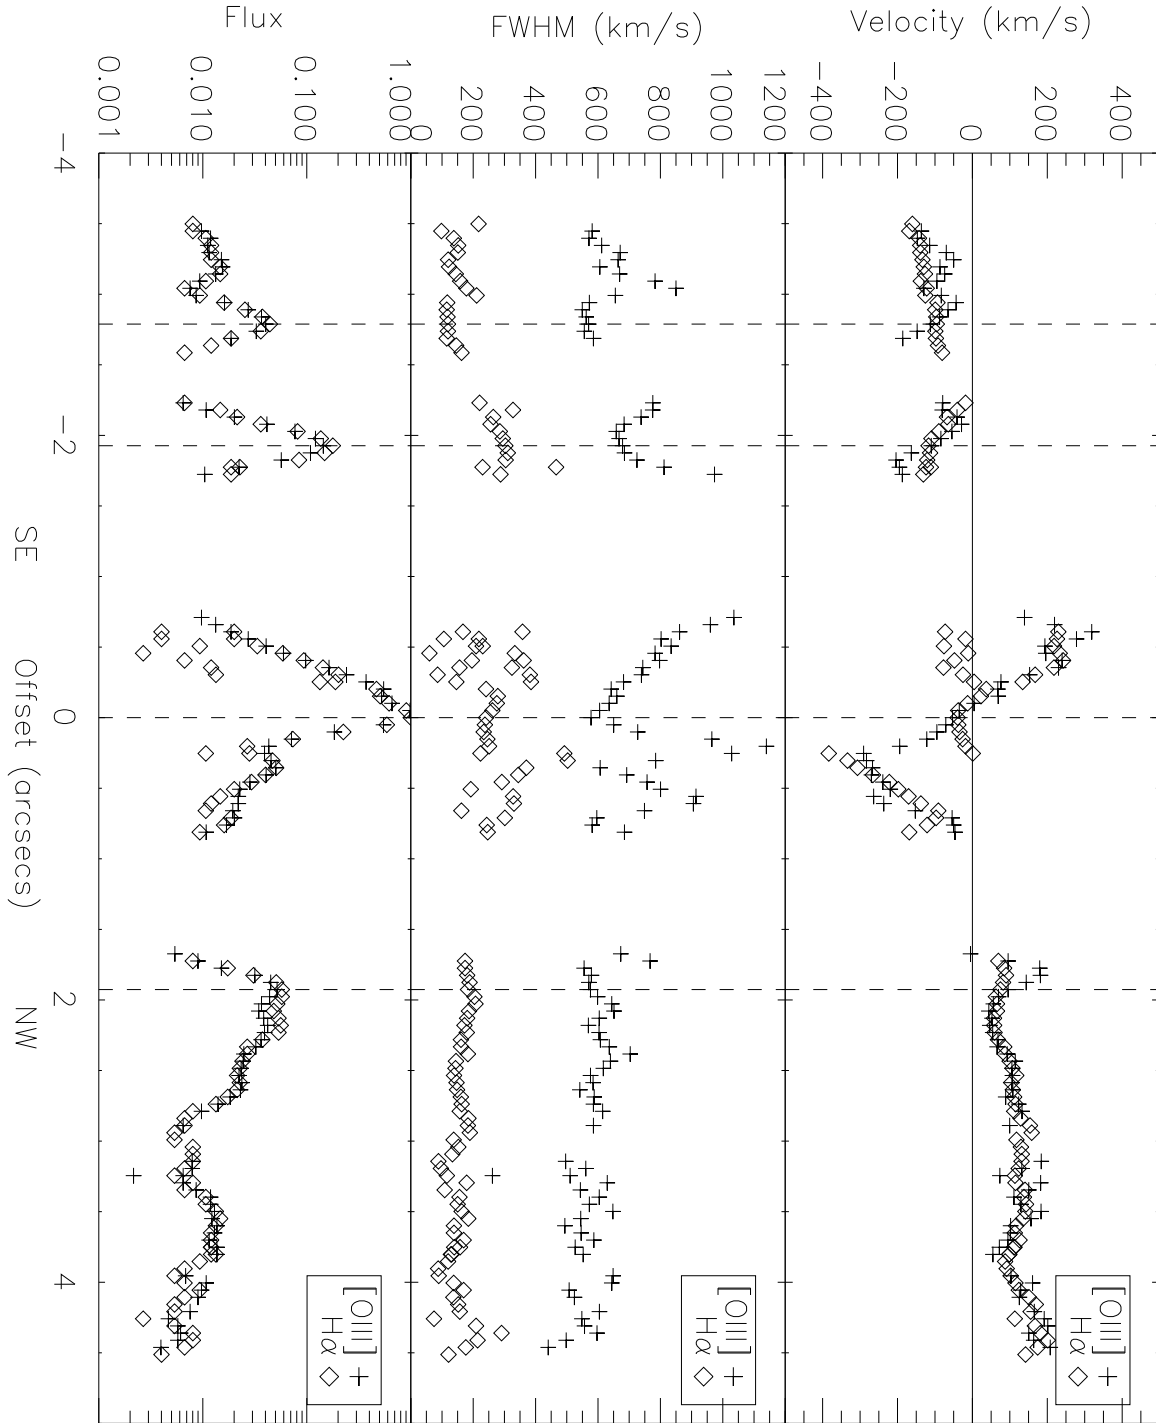 Velocity (km/s)
200
0
-200
-400
[OIII] +
Hα ◇
FWHM (km/s)
1200
1000
800
600
400
200
0
[OIII] +
Hα ◇
Flux
1.000
0.100
0.010
0.001
[OIII] +
Hα ◇
-4
-2
0
2
4
SE Offset (arcsecs) NW